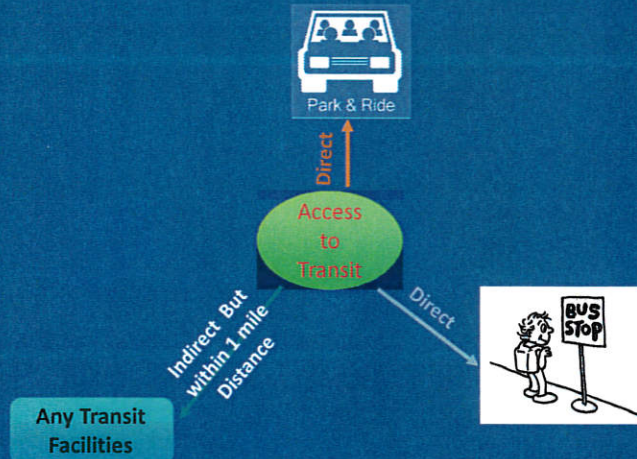 Park & Ride
Direct
Access
to
Transit
Indirect But
within 1 mile
Distance
Direct
BUS
STOP
Any Transit
Facilities